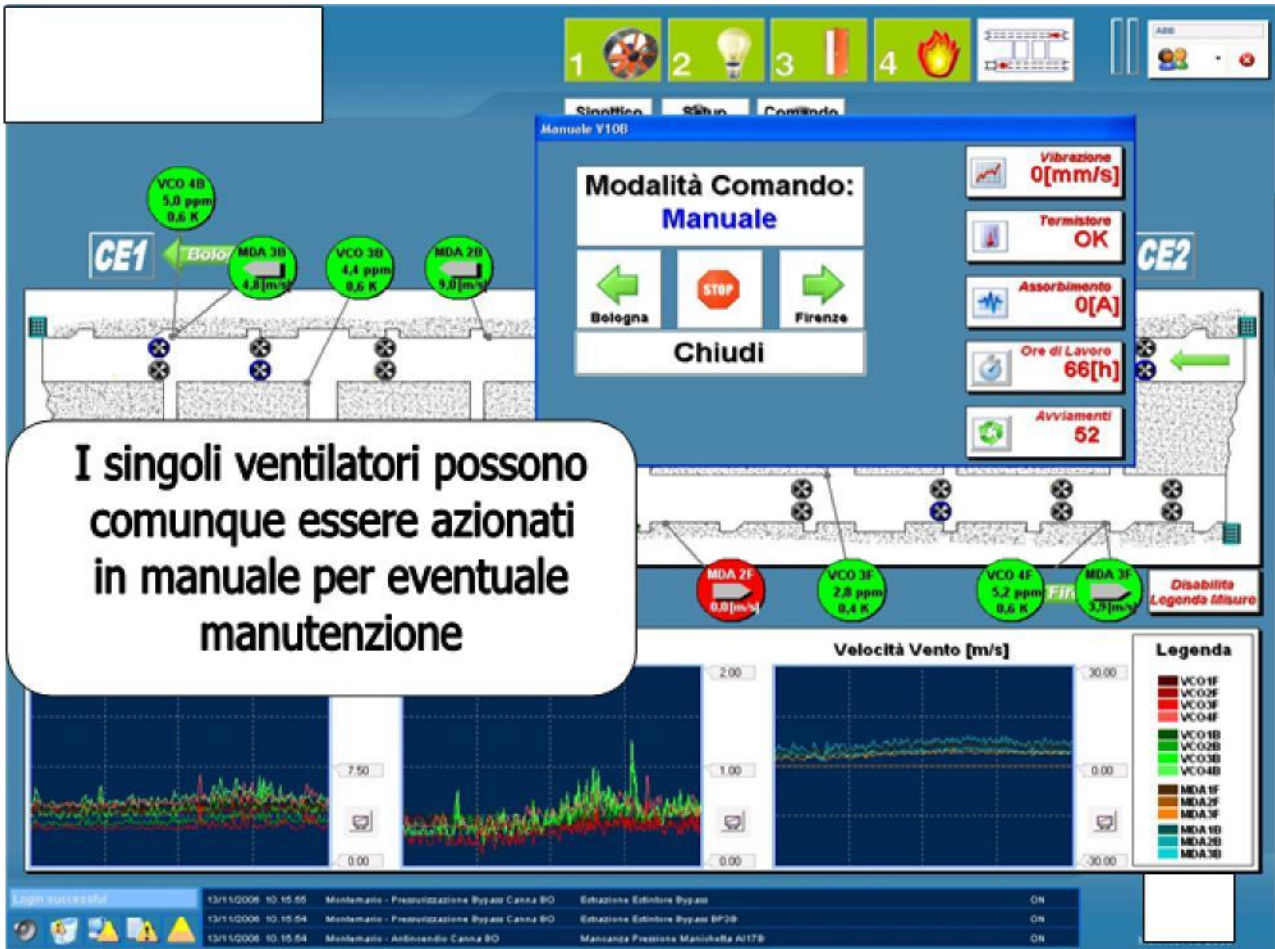 1
2
3
4
ABB
Sinottico
Setup
Comando
Manuale V10B
Modalità Comando:
Manuale
Bologna
STOP
Firenze
Chiudi
Vibrazione
0[mm/s]
Termistore
OK
Assorbimento
0[A]
Ore di Lavoro
66[h]
Avviamenti
52
VCO 4B
5,0 ppm
0,6 K
CE1
MDA 3B
4,8[m/s]
VCO 3B
4,4 ppm
0,6 K
MDA 2B
9,0[m/s]
CE2
I singoli ventilatori possono
comunque essere azionati
in manuale per eventuale
manutenzione
MDA 2F
0,0[m/s]
VCO 3F
2,8 ppm
0,4 K
VCO 4F
5,2 ppm
0,6 K
MDA 3F
3,9[m/s]
Disabilita
Legenda Misure
7.50
0.00
2.00
1.00
0.00
Velocità Vento [m/s]
30.00
0.00
-30.00
Legenda
VCO1F
VCO2F
VCO3F
VCO4F
VCO1B
VCO2B
VCO3B
VCO4B
MDA1F
MDA2F
MDA3F
MDA1B
MDA2B
MDA3B
Login successful
13/11/2006 10.15.55 Montemario - Pressurizzazione Bypass Canna BO Estrazione Estintore Bypass ON
13/11/2006 10.15.54 Montemario - Pressurizzazione Bypass Canna BO Estrazione Estintore Bypass BP3B ON
13/11/2006 10.15.54 Montemario - Antincendio Canna BO Mancanza Pressione Manichetta AI17B ON